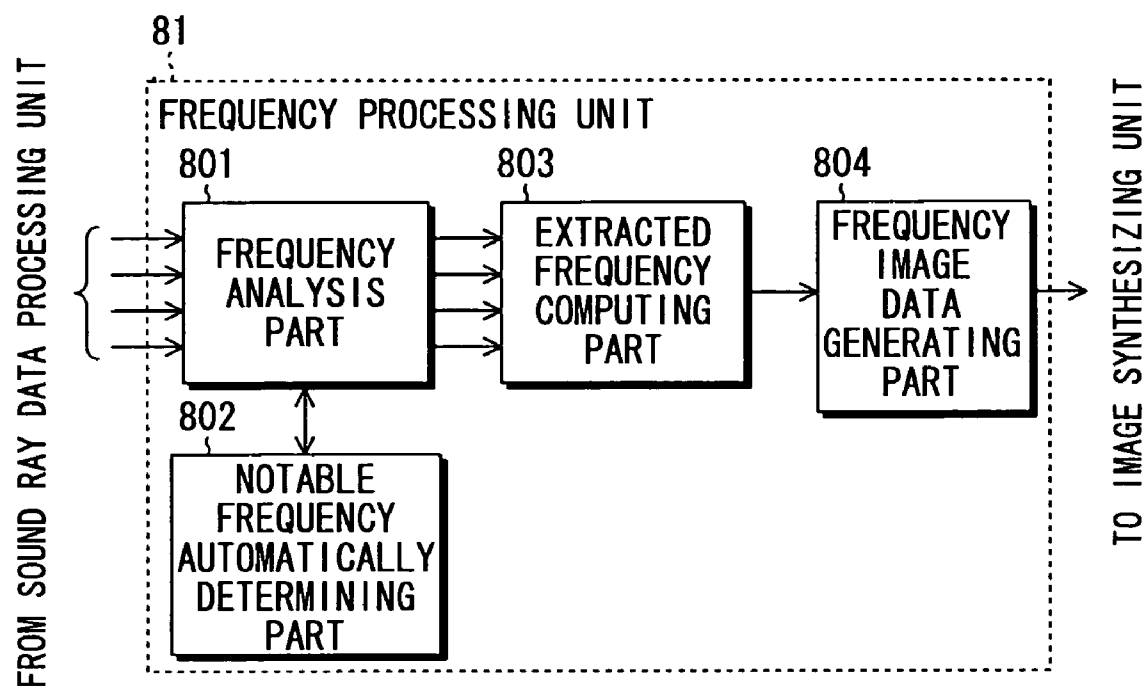 81
FROM SOUND RAY DATA PROCESSING UNIT
FREQUENCY PROCESSING UNIT
801
FREQUENCY
ANALYSIS
PART
802
NOTABLE
FREQUENCY
AUTOMATICALLY
DETERMINING
PART
803
EXTRACTED
FREQUENCY
COMPUTING
PART
804
FREQUENCY
IMAGE
DATA
GENERATING
PART
TO IMAGE SYNTHESIZING UNIT